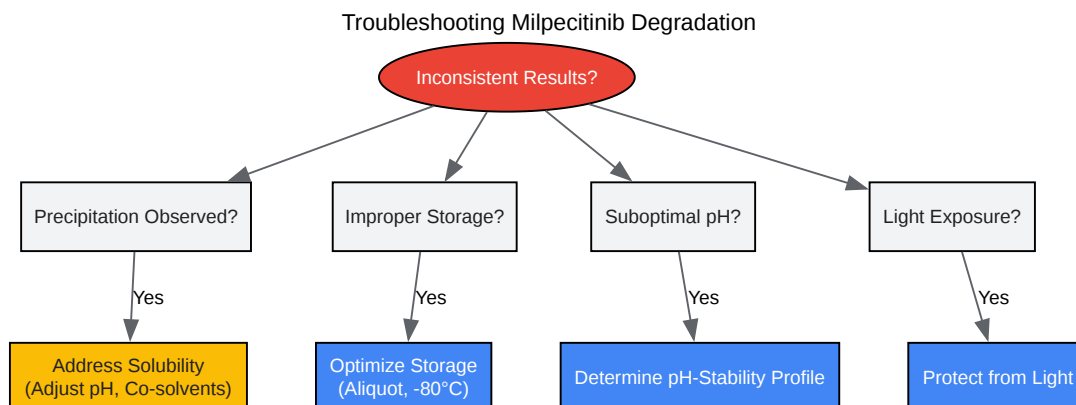 Troubleshooting Milpecitinib Degradation
Inconsistent Results?
Precipitation Observed?
Improper Storage?
Suboptimal pH?
Light Exposure?
Yes
Yes
Yes
Yes
Address Solubility
(Adjust pH, Co-solvents)
Optimize Storage
(Aliquot, -80°C)
Determine pH-Stability Profile
Protect from Light